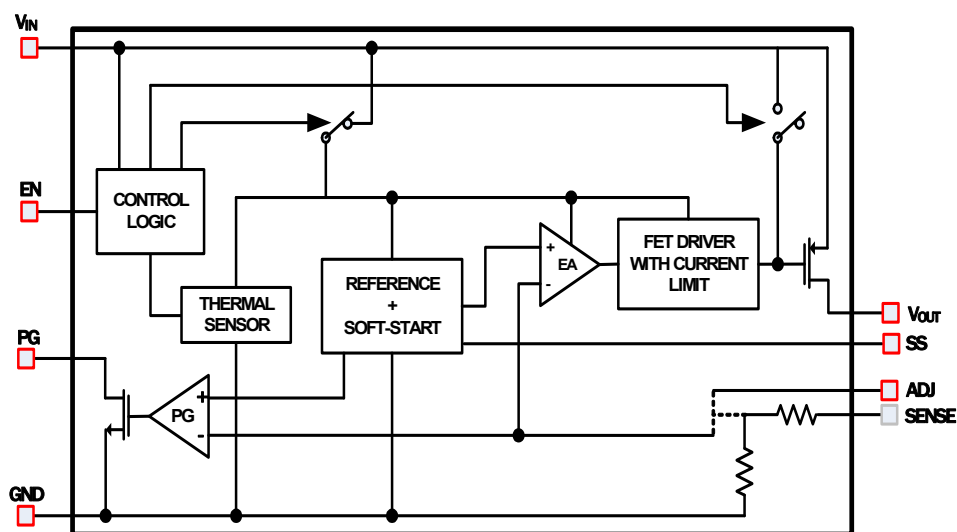 VIN
EN
CONTROL
LOGIC
THERMAL
SENSOR
REFERENCE
+
SOFT-START
+
EA
-
FET DRIVER
WITH CURRENT
LIMIT
VOUT
SS
PG
PG
+
-
ADJ
SENSE
GND